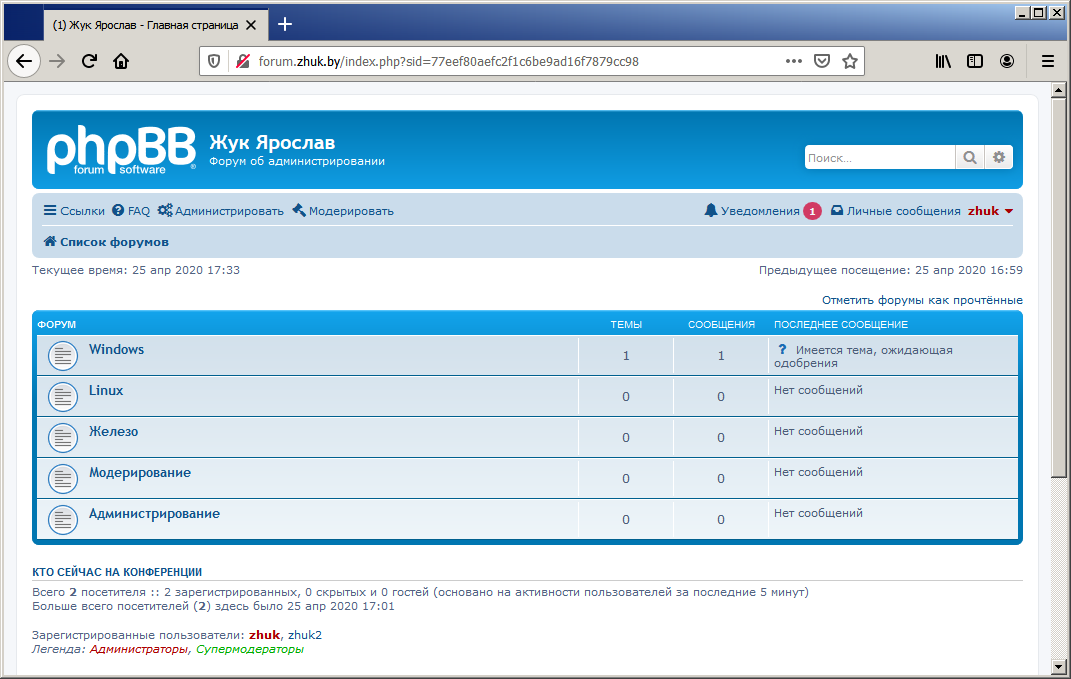 (1) Жук Ярослав - Главная страница
forum.zhuk.by/index.php?sid=77eef80aefc2f1c6be9ad16f7879cc98
phpBB
forum software
®
Жук Ярослав
Форум об администрировании
Поиск…
Ссылки FAQ Администрировать Модерировать Уведомления 1 Личные сообщения zhuk
Список форумов
Текущее время: 25 апр 2020 17:33 Предыдущее посещение: 25 апр 2020 16:59
Отметить форумы как прочтённые
ФОРУМ ТЕМЫ СООБЩЕНИЯ ПОСЛЕДНЕЕ СООБЩЕНИЕ
Windows 1 1 ? Имеется тема, ожидающая
одобрения
Linux 0 0 Нет сообщений
Железо 0 0 Нет сообщений
Модерирование 0 0 Нет сообщений
Администрирование 0 0 Нет сообщений
КТО СЕЙЧАС НА КОНФЕРЕНЦИИ
Всего 2 посетителя :: 2 зарегистрированных, 0 скрытых и 0 гостей (основано на активности пользователей за последние 5 минут)
Больше всего посетителей (2) здесь было 25 апр 2020 17:01
Зарегистрированные пользователи: zhuk, zhuk2
Легенда: Администраторы, Супермодераторы